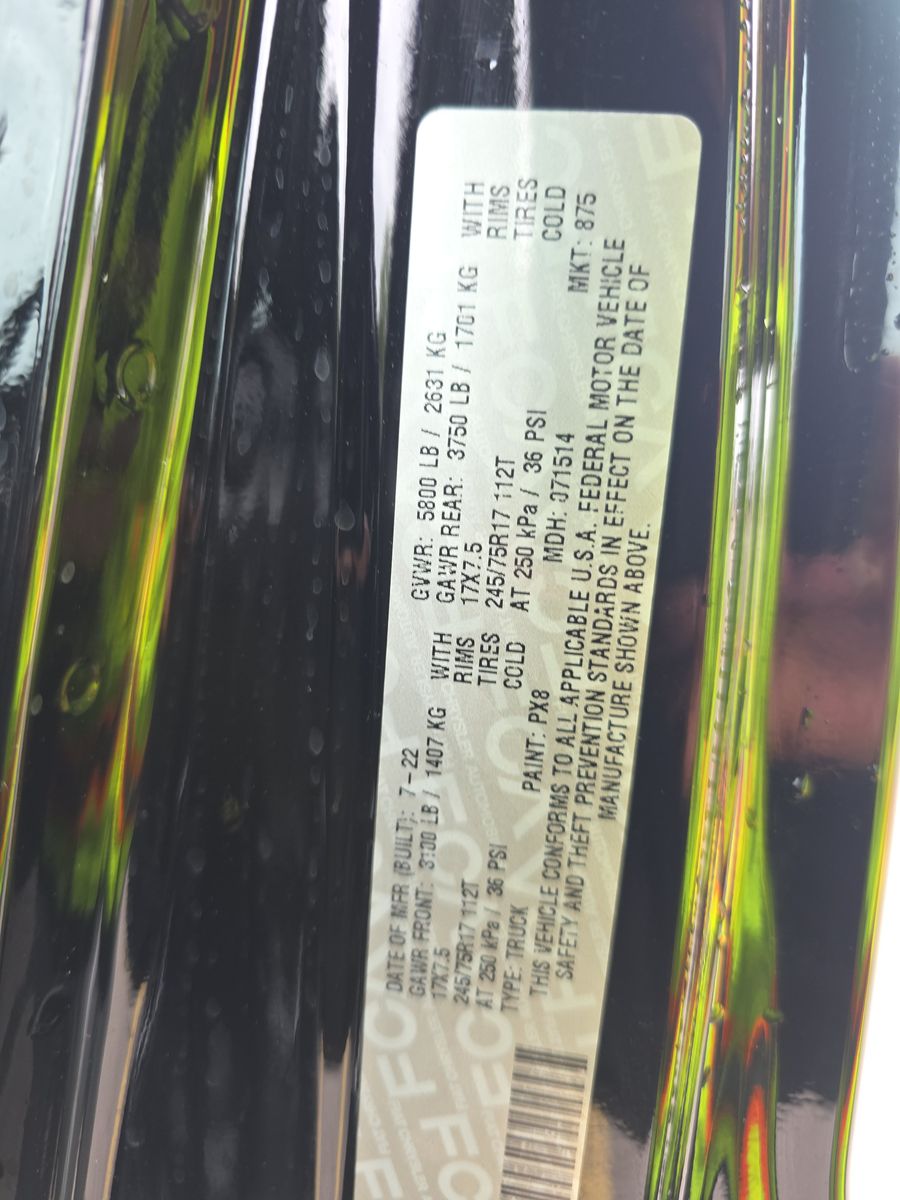 DATE OF MFR (BUILT): 7-22 GVWR: 5800 LB / 2631 KG
GAWR FRONT: 3100 LB / 1407 KG WITH GAWR REAR: 3750 LB / 1701 KG WITH
17X7.5 RIMS 17X7.5 RIMS
245/75R17 112T TIRES 245/75R17 112T TIRES
AT 250 kPa / 36 PSI COLD AT 250 kPa / 36 PSI COLD
TYPE: TRUCK PAINT: PX8 MDH: 071514 MKT: 875
THIS VEHICLE CONFORMS TO ALL APPLICABLE U.S.A. FEDERAL MOTOR VEHICLE
SAFETY AND THEFT PREVENTION STANDARDS IN EFFECT ON THE DATE OF
MANUFACTURE SHOWN ABOVE.